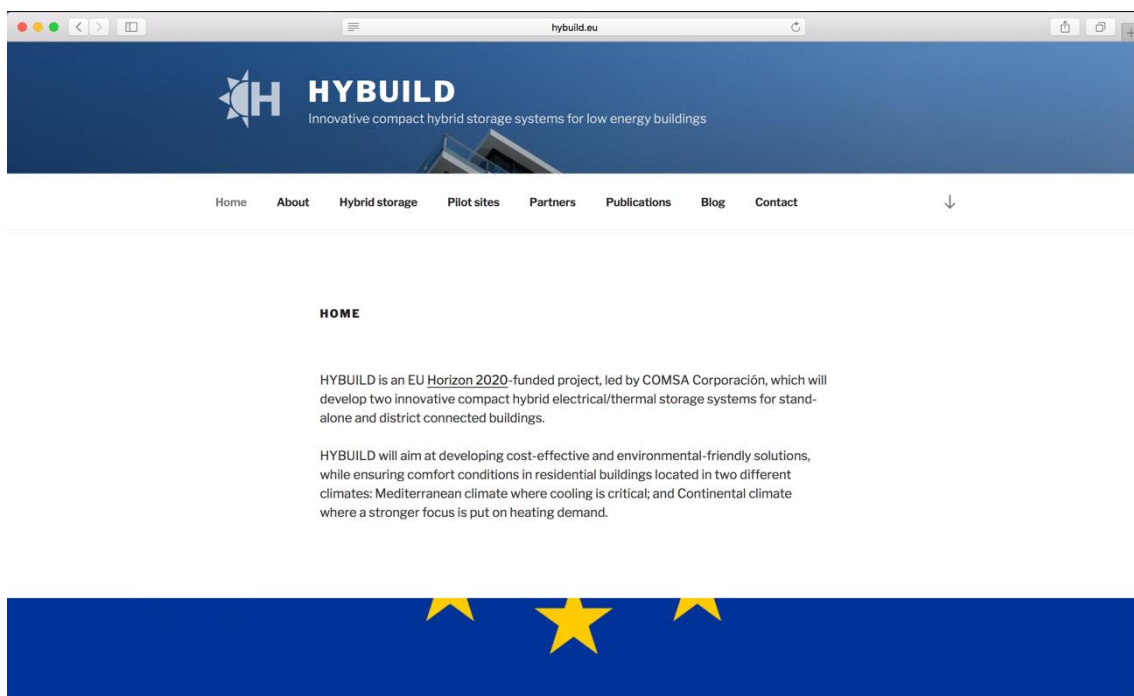 hybuild.eu
HYBUILD
Innovative compact hybrid storage systems for low energy buildings
Home About Hybrid storage Pilot sites Partners Publications Blog Contact
HOME
HYBUILD is an EU Horizon 2020-funded project, led by COMSA Corporación, which will
develop two innovative compact hybrid electrical/thermal storage systems for stand-
alone and district connected buildings.
HYBUILD will aim at developing cost-effective and environmental-friendly solutions,
while ensuring comfort conditions in residential buildings located in two different
climates: Mediterranean climate where cooling is critical; and Continental climate
where a stronger focus is put on heating demand.